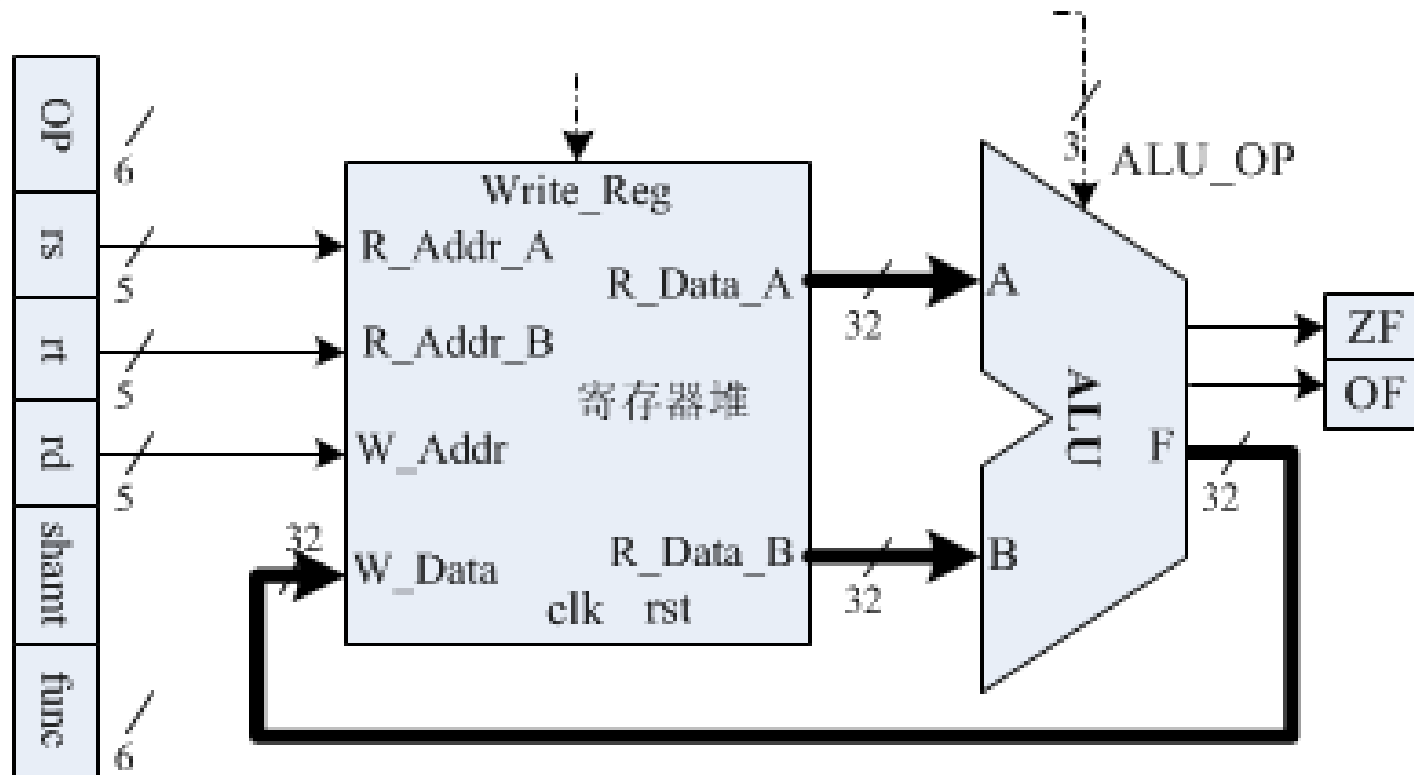 OP
6
rs
5
rt
5
rd
5
shamt
func
6
Write_Reg
R_Addr_A
R_Data_A
R_Addr_B
寄存器堆
W_Addr
32
W_Data
R_Data_B
clk rst
32
32
3
ALU_OP
A
ALU
B
F
32
ZF
OF